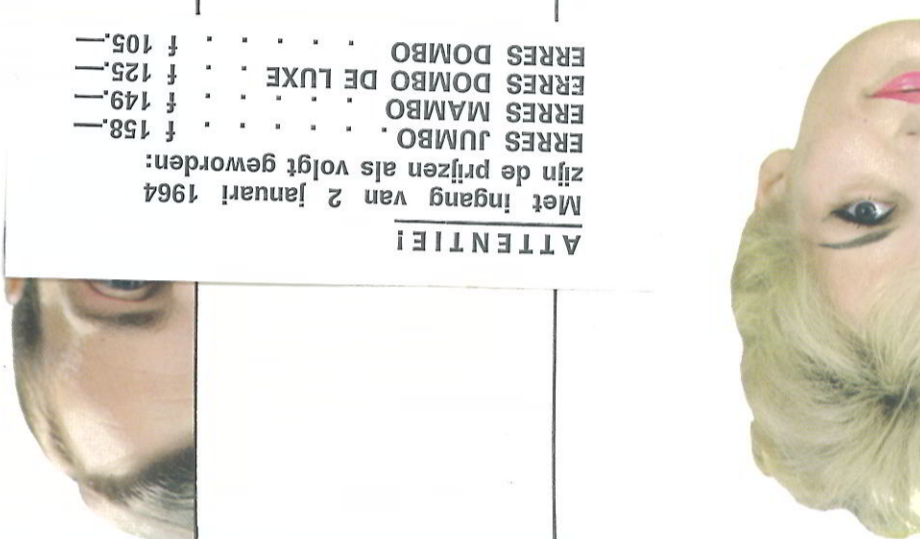 ATTENTIE!
Met ingang van 2 januari 1964
zijn de prijzen als volgt geworden:
ERRES JUMBO . . . . . . f 158.—
ERRES MAMBO . . . . . f 149.—
ERRES DOMBO DE LUXE . . f 125.—
ERRES DOMBO . . . . . f 105.—